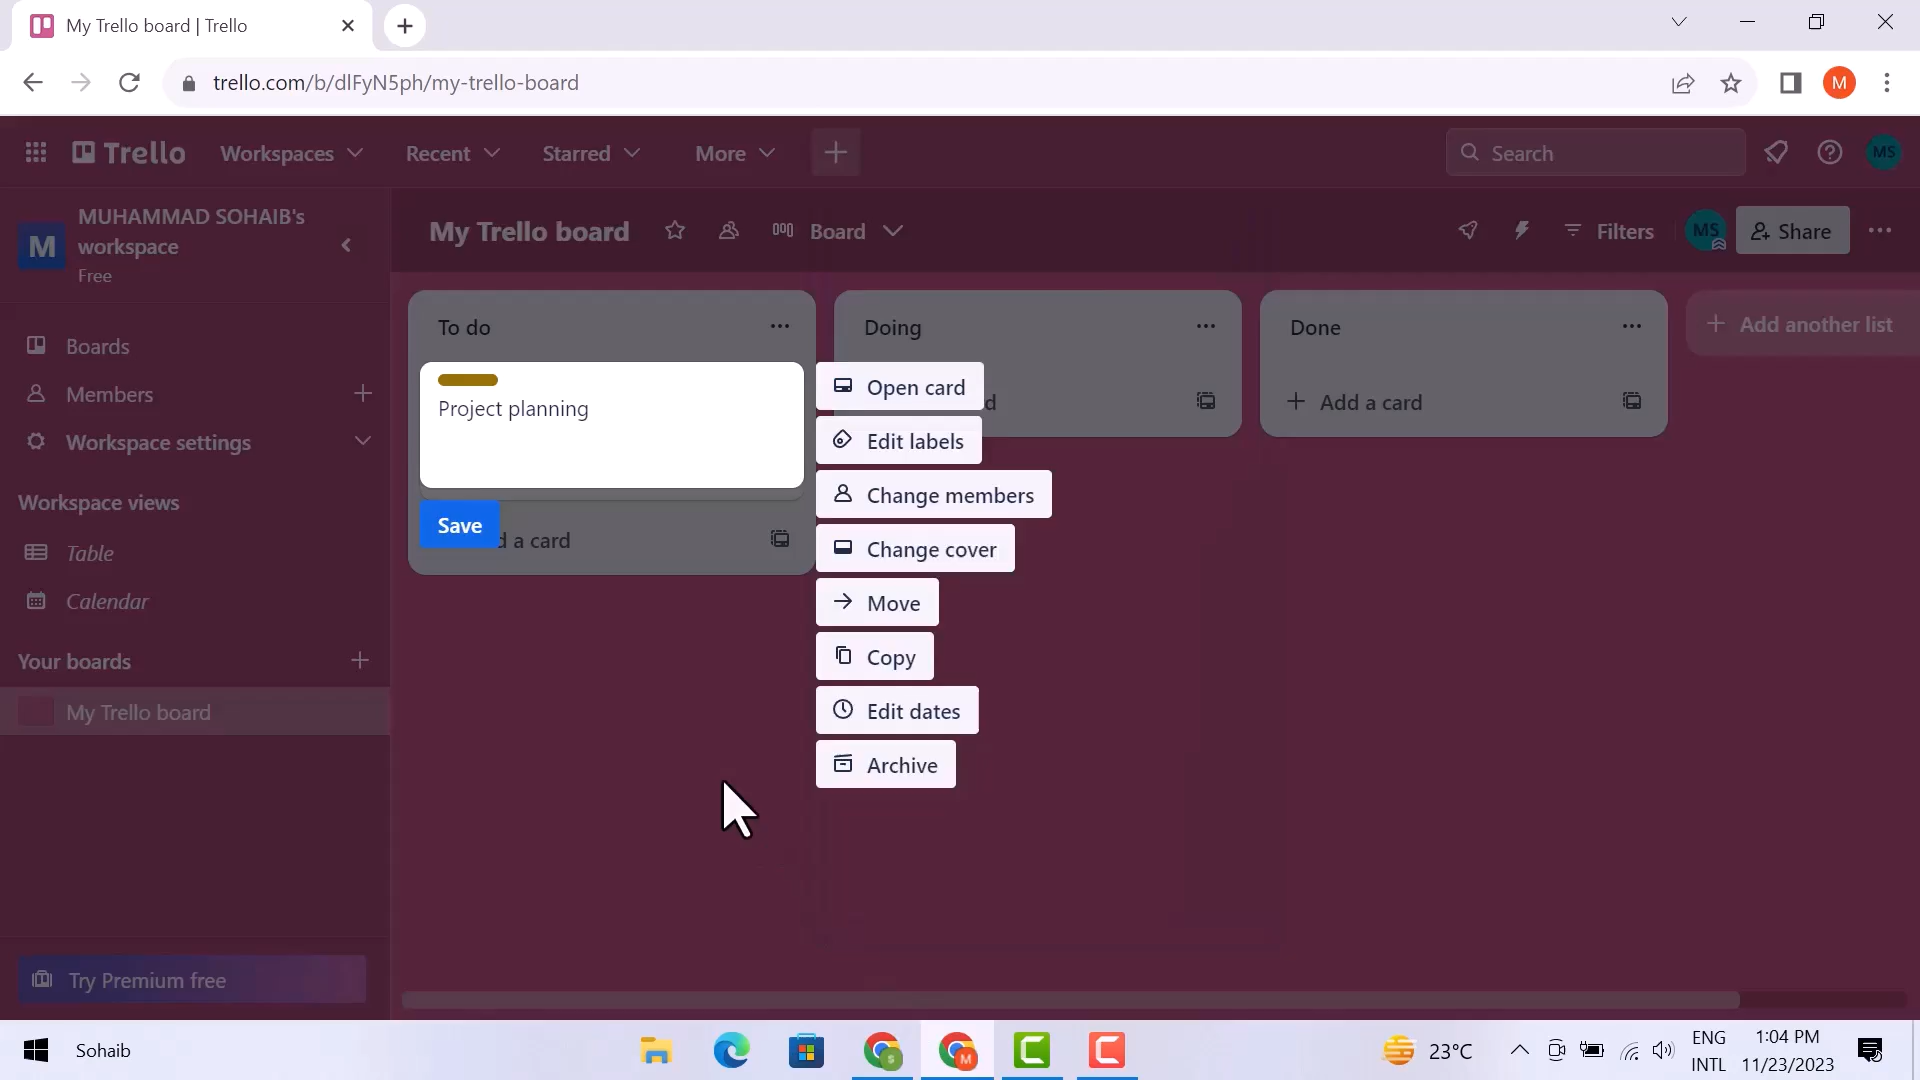 My Trello board | Trello
trello.com/b/dlFyN5ph/my-trello-board
M
Trello
Workspaces
Recent
Starred
More
Search
MS
M
MUHAMMAD SOHAIB's
workspace
Free
My Trello board
Board
Filters
MS
Share
Boards
Members
Workspace settings
Workspace views
Table
Calendar
Your boards
My Trello board
Try Premium free
To do
Project planning
Save
d a card
Doing
d
Open card
Edit labels
Change members
Change cover
Move
Copy
Edit dates
Archive
Done
Add a card
Add another list
Sohaib
S
M
23°C
ENG
INTL
1:04 PM
11/23/2023